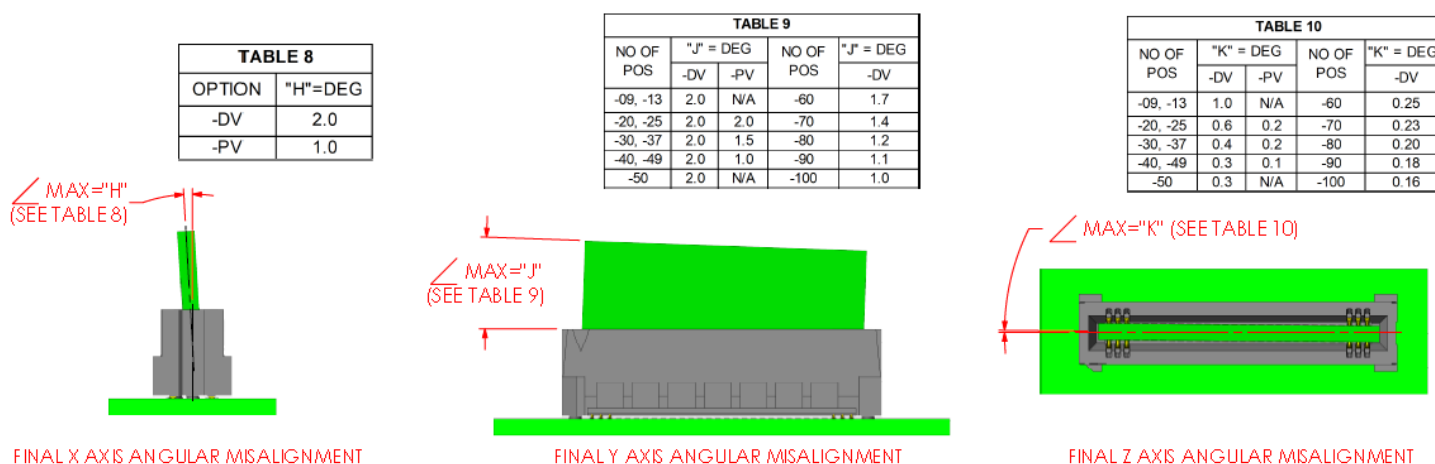 TABLE 8
OPTION "H"=DEG
-DV 2.0
-PV 1.0
TABLE 9
NO OF POS "J" = DEG NO OF POS "J" = DEG
-DV -PV -DV
-09, -13 2.0 N/A -60 1.7
-20, -25 2.0 2.0 -70 1.4
-30, -37 2.0 1.5 -80 1.2
-40, -49 2.0 1.0 -90 1.1
-50 2.0 N/A -100 1.0
TABLE 10
NO OF POS "K" = DEG NO OF POS "K" = DEG
-DV -PV -DV
-09, -13 1.0 N/A -60 0.25
-20, -25 0.6 0.2 -70 0.23
-30, -37 0.4 0.2 -80 0.20
-40, -49 0.3 0.1 -90 0.18
-50 0.3 N/A -100 0.16
∠ MAX="H"
(SEE TABLE 8)
∠ MAX="J"
(SEE TABLE 9)
∠ MAX="K" (SEE TABLE 10)
FINAL X AXIS ANGULAR MISALIGNMENT
FINAL Y AXIS ANGULAR MISALIGNMENT
FINAL Z AXIS ANGULAR MISALIGNMENT